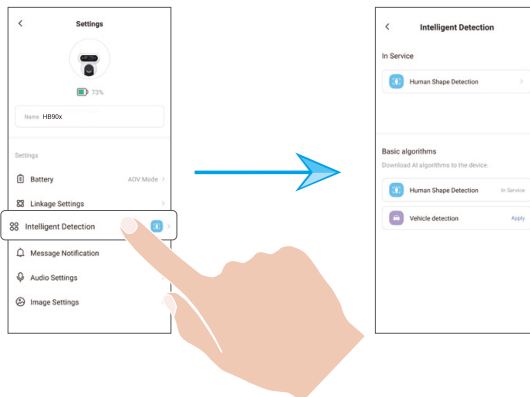 Settings
73%
Name HB90x
Settings
Battery AOV Mode
Linkage Settings
Intelligent Detection
Message Notification
Audio Settings
Image Settings
Intelligent Detection
In Service
Human Shape Detection
Basic algorithms
Download AI algorithms to the device.
Human Shape Detection In Service
Vehicle detection Apply